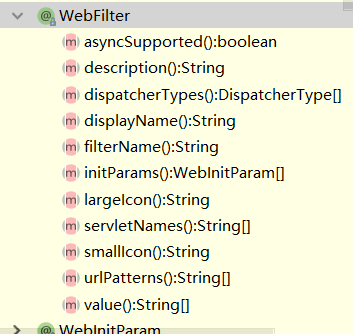 WebFilter
asyncSupported():boolean
description():String
dispatcherTypes():DispatcherType[]
displayName():String
filterName():String
initParams():WebInitParam[]
largeIcon():String
servletNames():String[]
smallIcon():String
urlPatterns():String[]
value():String[]
WebInitParam